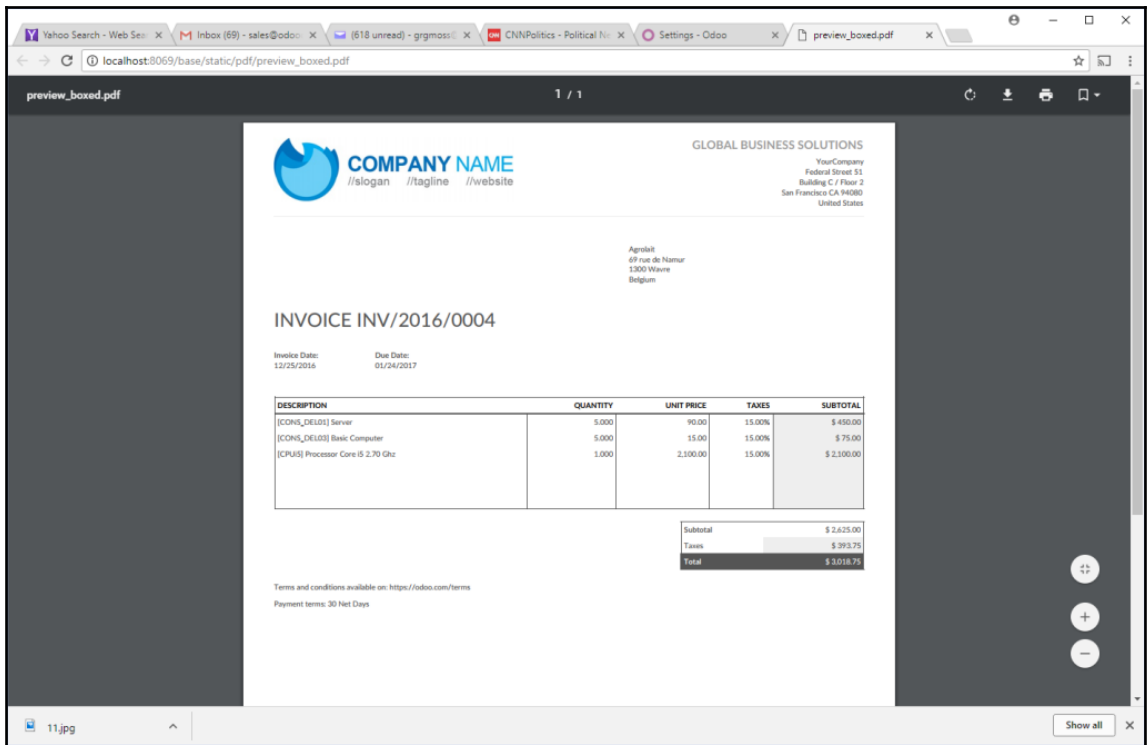 Yahoo Search - Web Sea
Inbox (69) - sales@odoo
(618 unread) - grgmoss
CNNPolitics - Political Ne
Settings - Odoo
preview_boxed.pdf
localhost:8069/base/static/pdf/preview_boxed.pdf
preview_boxed.pdf
1 / 1
COMPANY NAME
//slogan //tagline //website
GLOBAL BUSINESS SOLUTIONS
YourCompany
Federal Street 51
Building C / Floor 2
San Francisco CA 94080
United States
Agrolait
69 rue de Namur
1300 Wavre
Belgium
INVOICE INV/2016/0004
Invoice Date: Due Date:
12/25/2016 01/24/2017
DESCRIPTION QUANTITY UNIT PRICE TAXES SUBTOTAL
[CONS_DEL01] Server 5.000 90.00 15.00% $ 450.00
[CONS_DEL03] Basic Computer 5.000 15.00 15.00% $ 75.00
[CPUi5] Processor Core i5 2.70 Ghz 1.000 2,100.00 15.00% $ 2,100.00
Subtotal $ 2,625.00
Taxes $ 393.75
Total $ 3,018.75
Terms and conditions available on: https://odoo.com/terms
Payment terms: 30 Net Days
11.jpg
Show all